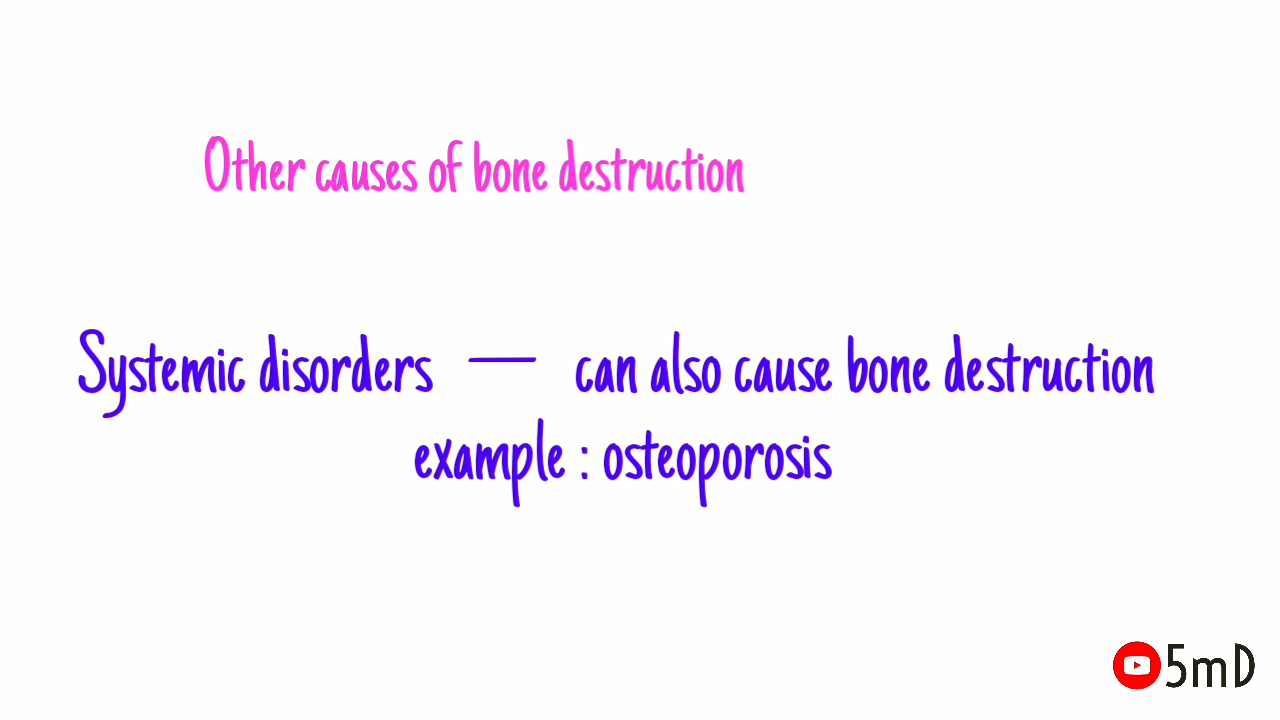 Other causes of bone destruction
Systemic disorders — can also cause bone destruction
example : osteoporosis
5mD